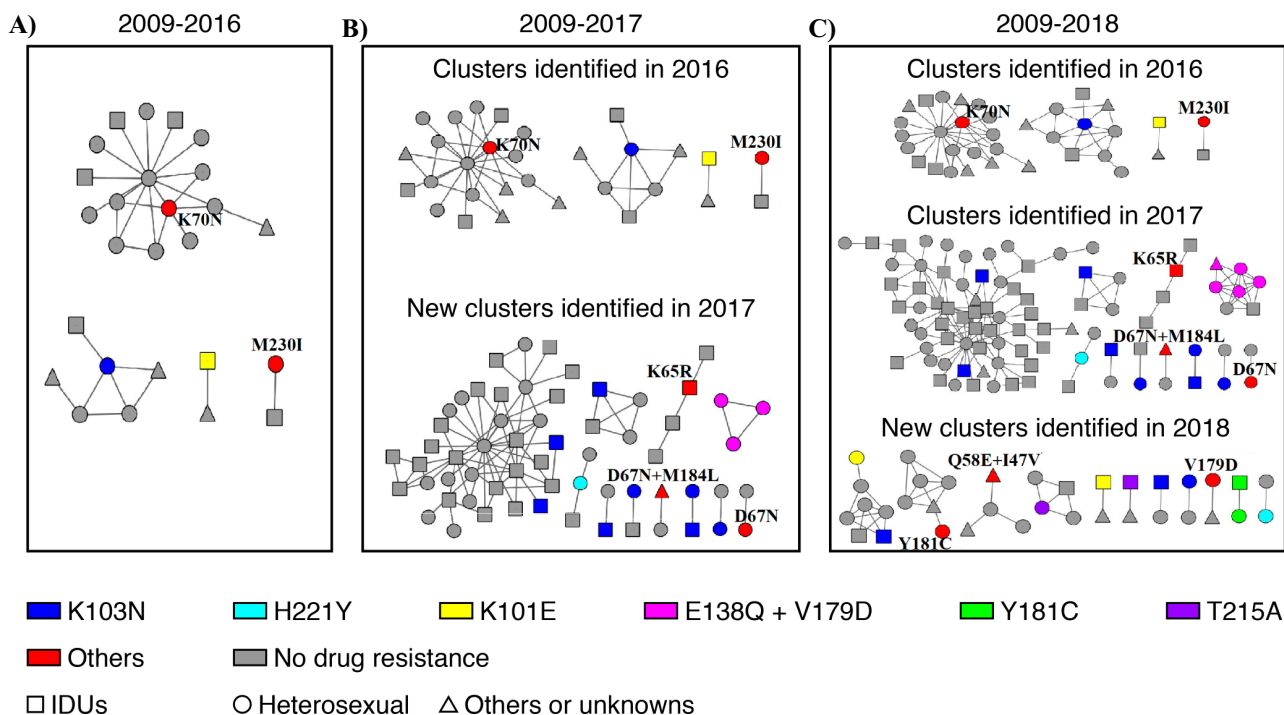 A)
2009-2016
K70N
M230I
B)
2009-2017
Clusters identified in 2016
K70N
M230I
New clusters identified in 2017
K65R
D67N+M184L
D67N
C)
2009-2018
Clusters identified in 2016
K70N
M230I
Clusters identified in 2017
K65R
D67N+M184L
D67N
New clusters identified in 2018
Q58E+I47V
V179D
Y181C
K103N H221Y K101E E138Q + V179D Y181C T215A
Others No drug resistance
IDUs Heterosexual Others or unknowns